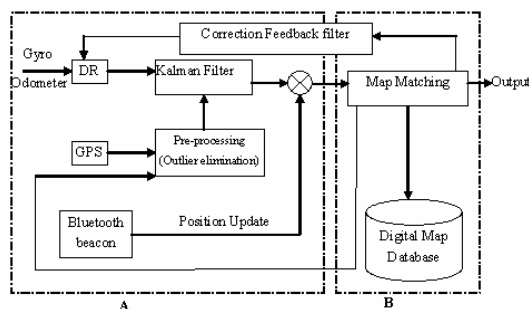 Correction Feedback filter
Gyro
Odometer
DR
Kalman Filter
Map Matching
Output
GPS
Pre-processing
(Outlier elimination)
Bluetooth
beacon
Position Update
Digital Map
Database
A
B